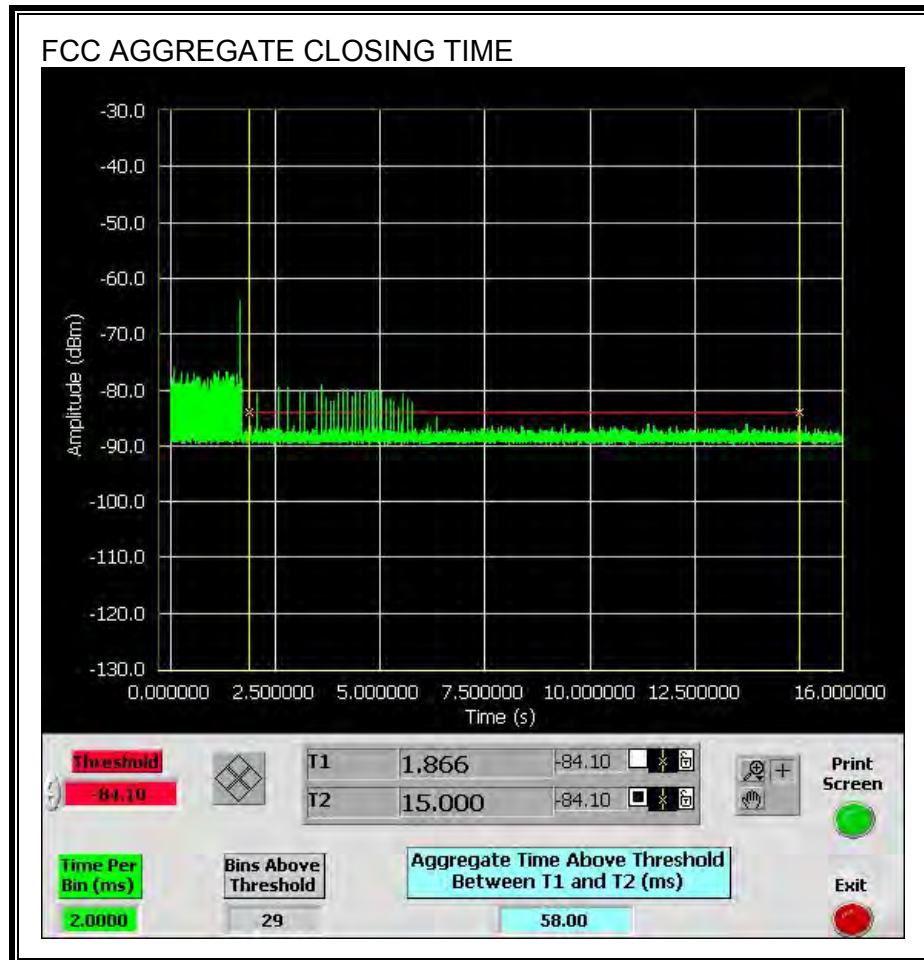 FCC AGGREGATE CLOSING TIME
-30.0
-40.0
-50.0
-60.0
-70.0
-80.0
-90.0
-100.0
-110.0
-120.0
-130.0
Amplitude (dBm)
0.000000 2.500000 5.000000 7.500000 10.000000 12.500000 16.000000
Time (s)
Threshold
-84.10
T1 1.866 -84.10
T2 15.000 -84.10
Print
Screen
Time Per
Bin (ms)
2.0000
Bins Above
Threshold
29
Aggregate Time Above Threshold
Between T1 and T2 (ms)
58.00
Exit